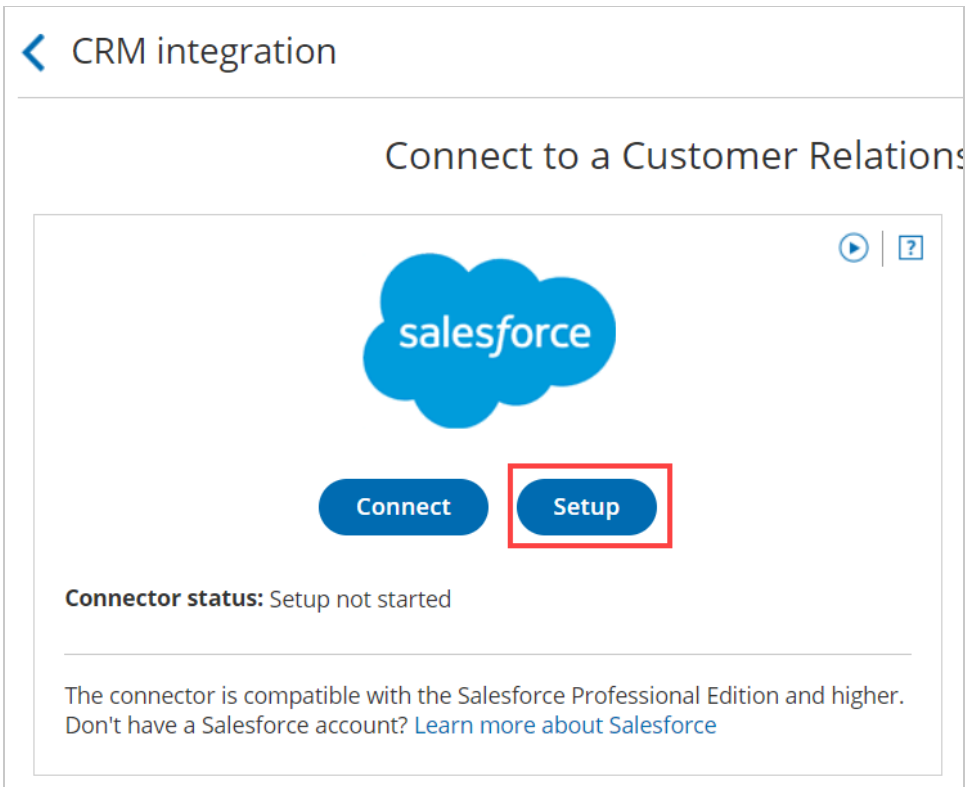 CRM integration
Connect to a Customer Relations
salesforce
Connect
Setup
Connector status: Setup not started
The connector is compatible with the Salesforce Professional Edition and higher.
Don't have a Salesforce account? Learn more about Salesforce